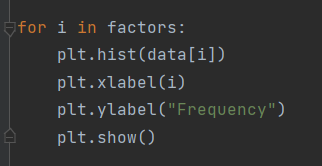 for i in factors:
    plt.hist(data[i])
    plt.xlabel(i)
    plt.ylabel("Frequency")
    plt.show()